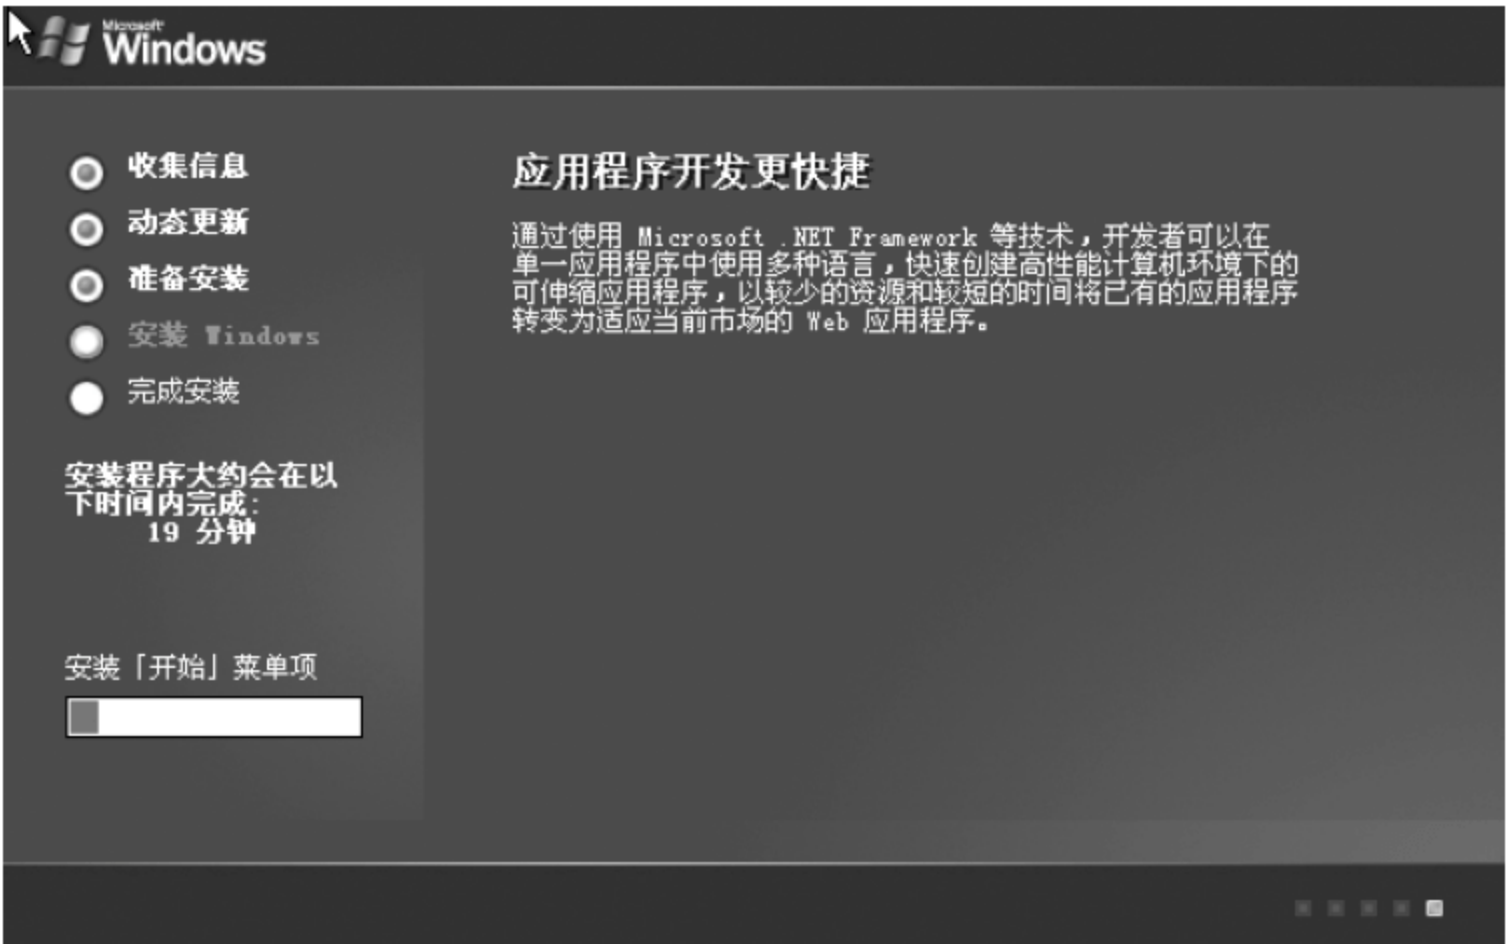 Microsoft
Windows
收集信息
动态更新
准备安装
安装 Windows
完成安装
安装程序大约会在以
下时间内完成:
19 分钟
安装「开始」菜单项
应用程序开发更快捷
通过使用 Microsoft .NET Framework 等技术，开发者可以在
单一应用程序中使用多种语言，快速创建高性能计算机环境下的
可伸缩应用程序，以较少的资源和较短的时间将已有的应用程序
转变为适应当前市场的 Web 应用程序。